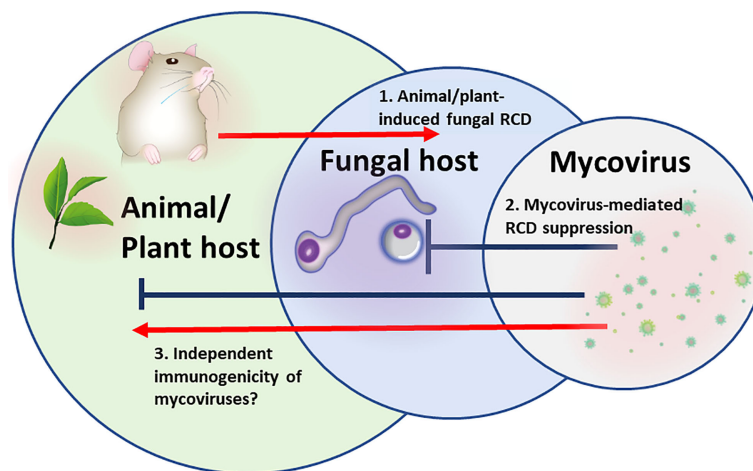 1. Animal/plant-
induced fungal RCD
Fungal host
Mycovirus
2. Mycovirus-mediated
RCD suppression
Animal/
Plant host
3. Independent
immunogenicity of
mycoviruses?